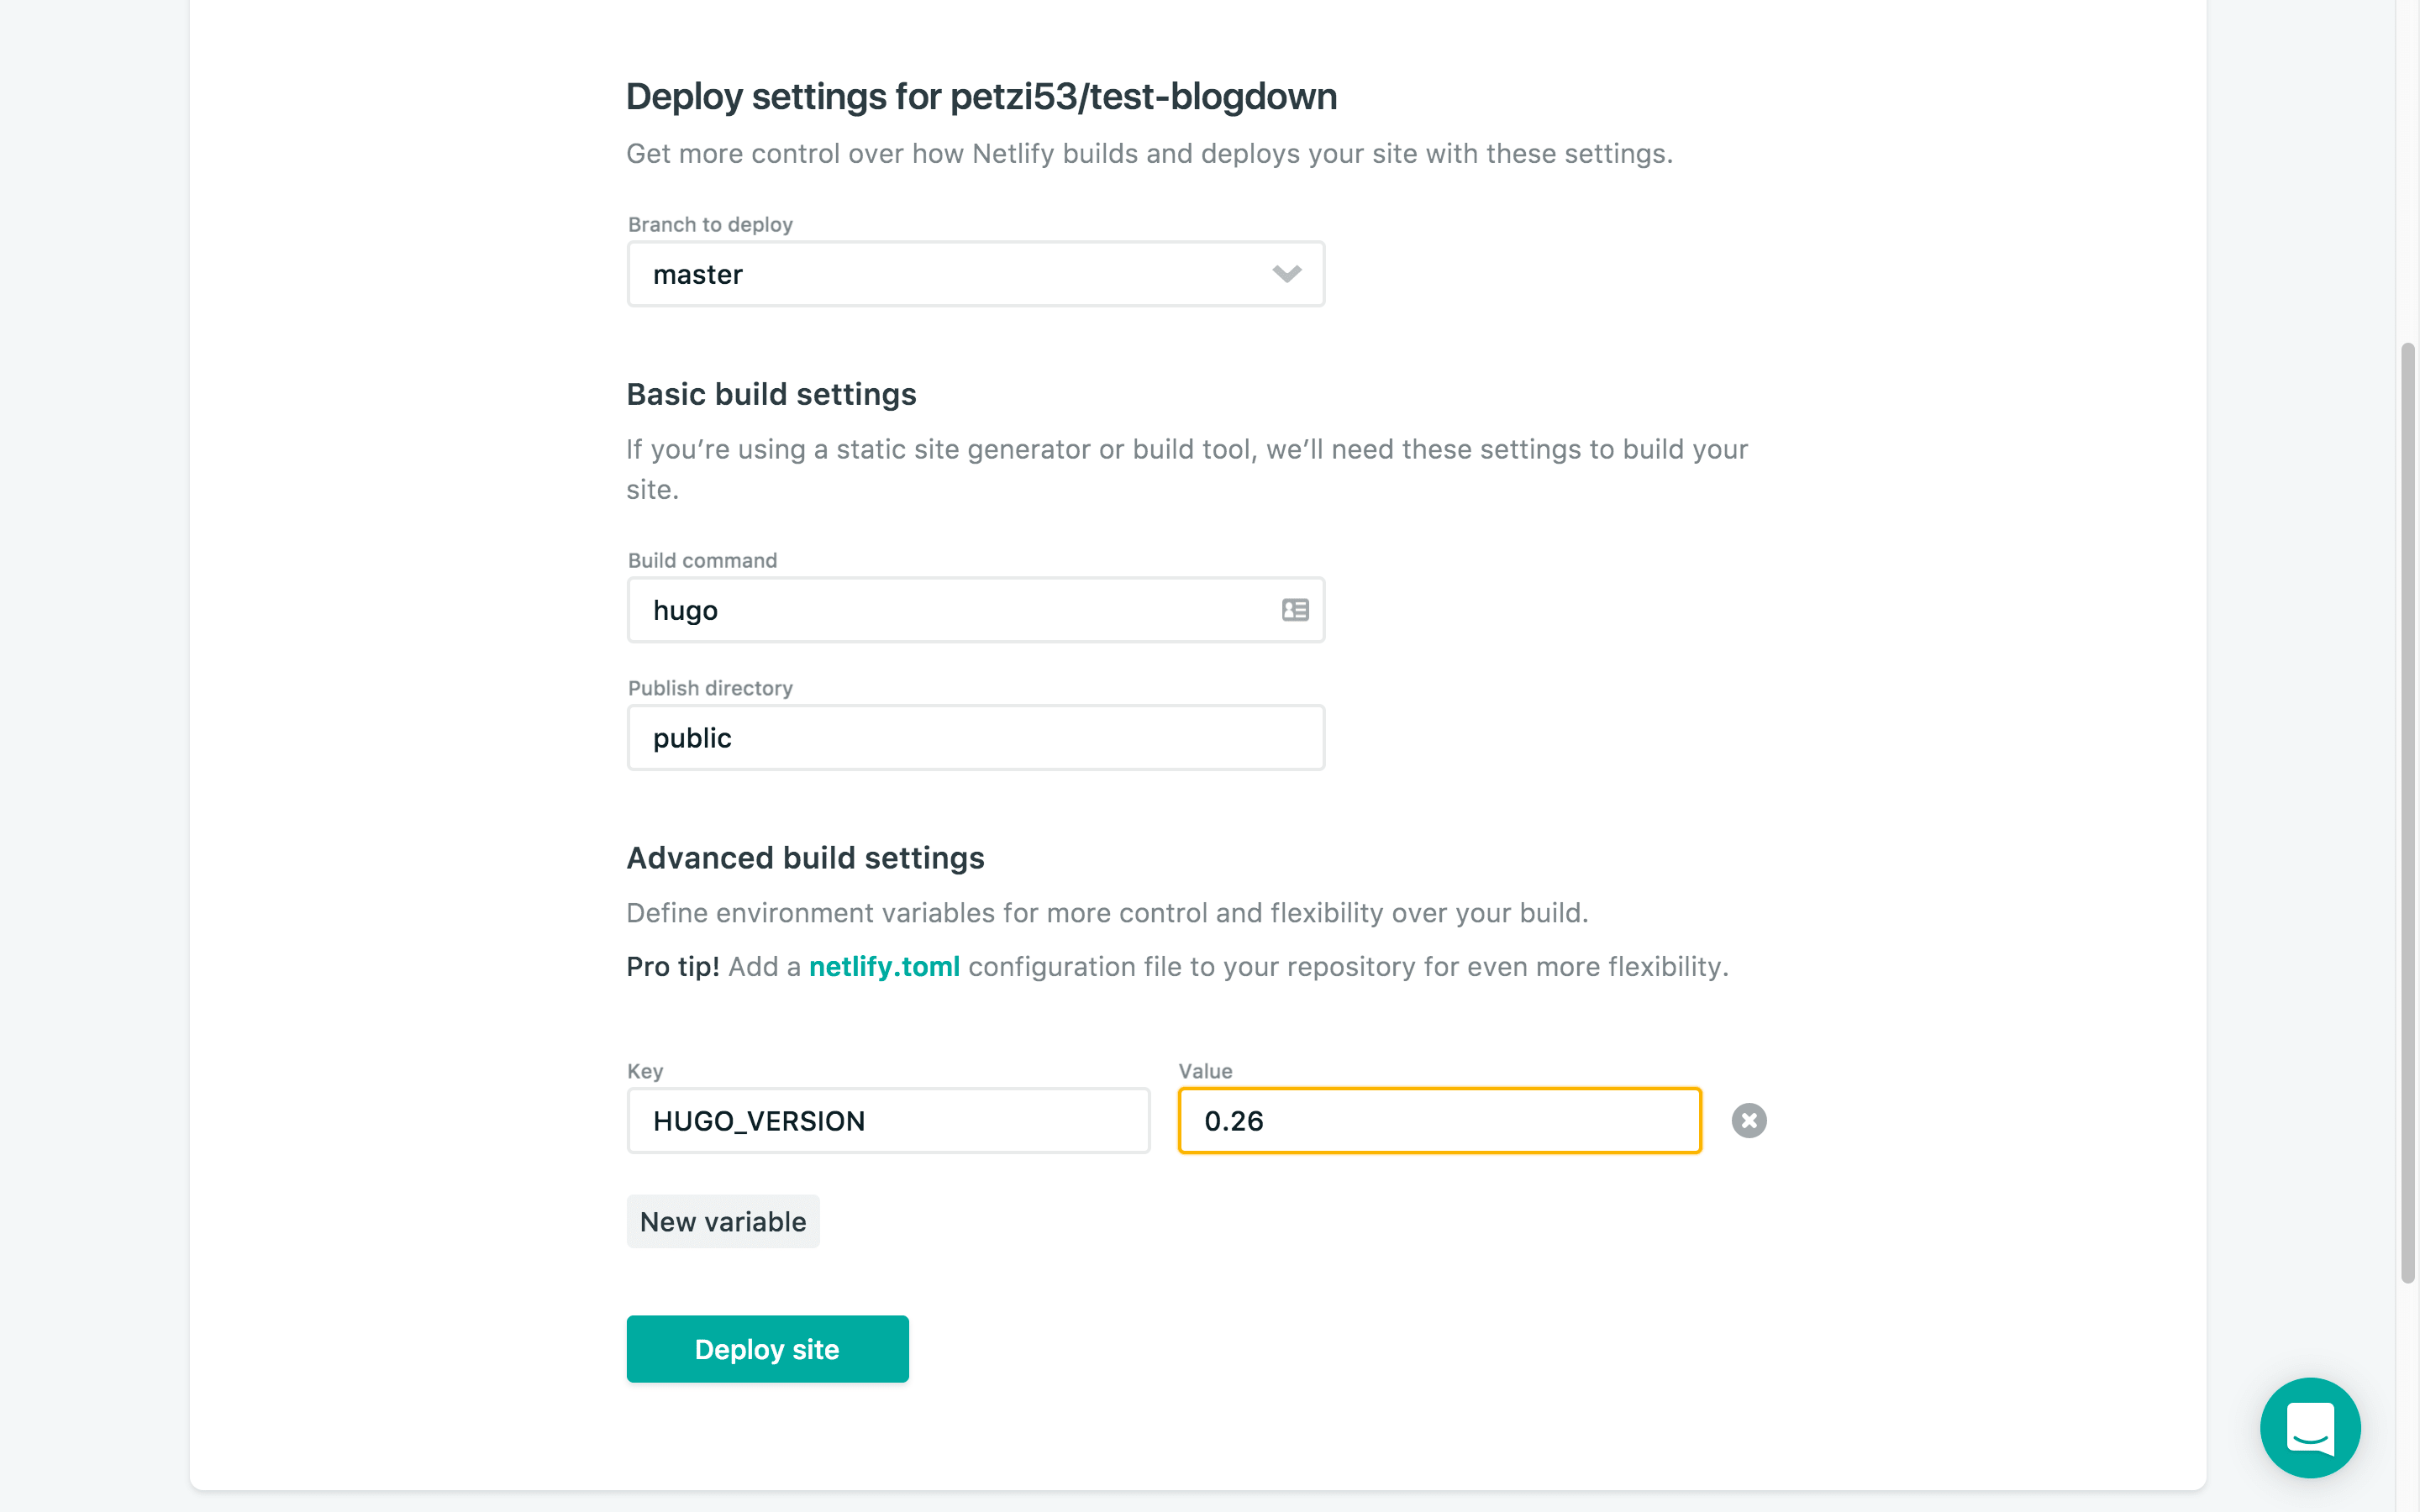 Deploy settings for petzi53/test-blogdown
Get more control over how Netlify builds and deploys your site with these settings.
Branch to deploy
master
Basic build settings
If you’re using a static site generator or build tool, we’ll need these settings to build your
site.
Build command
hugo
Publish directory
public
Advanced build settings
Define environment variables for more control and flexibility over your build.
Pro tip! Add a netlify.toml configuration file to your repository for even more flexibility.
Key
Value
HUGO_VERSION
0.26
New variable
Deploy site